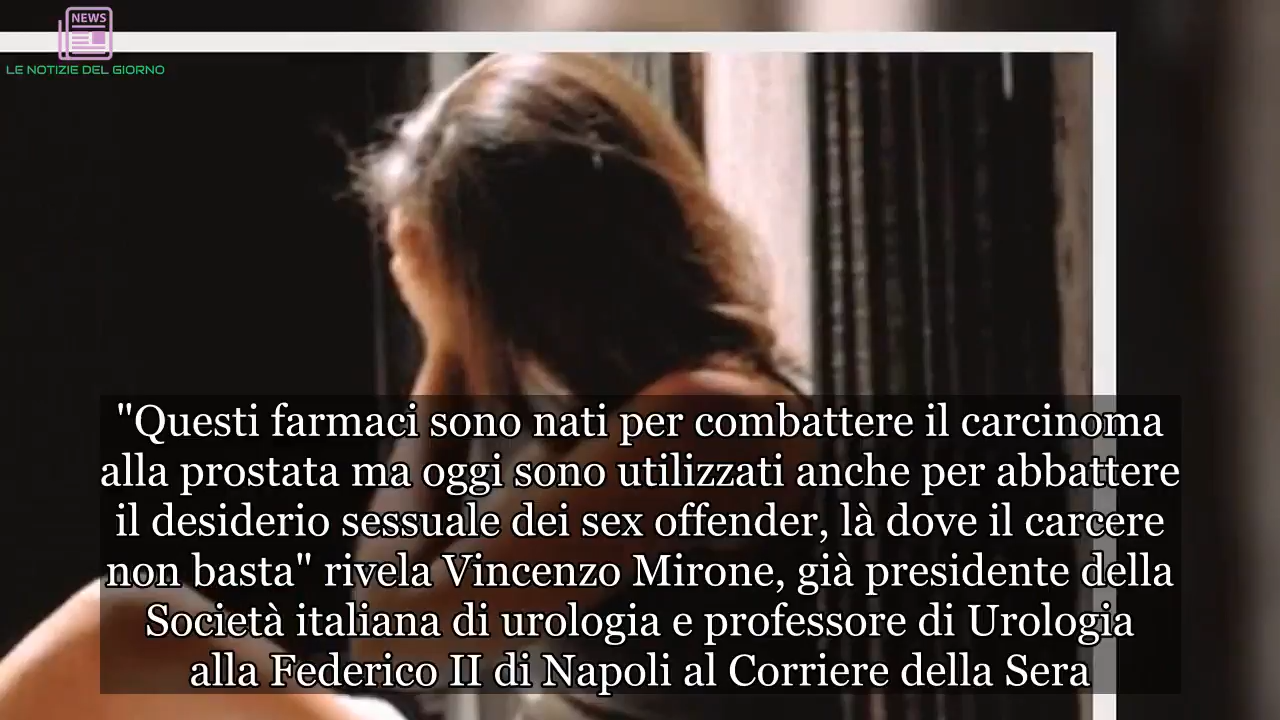 NEWS
LE NOTIZIE DEL GIORNO
"Questi farmaci sono nati per combattere il carcinoma
alla prostata ma oggi sono utilizzati anche per abbattere
il desiderio sessuale dei sex offender, là dove il carcere
non basta" rivela Vincenzo Mirone, già presidente della
Società italiana di urologia e professore di Urologia
alla Federico II di Napoli al Corriere della Sera